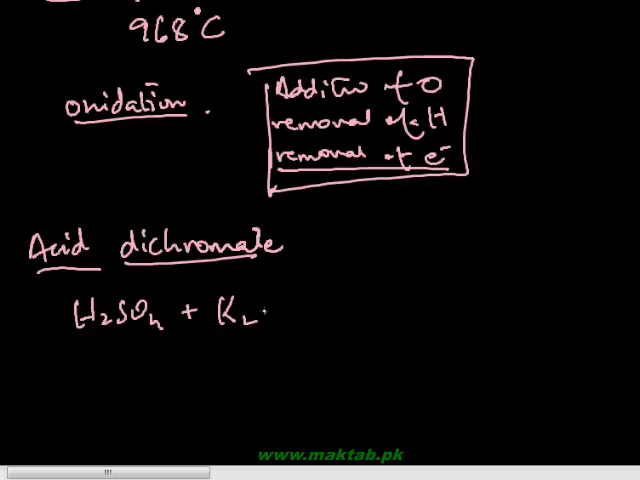 968°C
oxidation.
Addition of O
removal of H
removal of e⁻
Acid dichromate
H₂SO₄ + K₂
www.maktab.pk